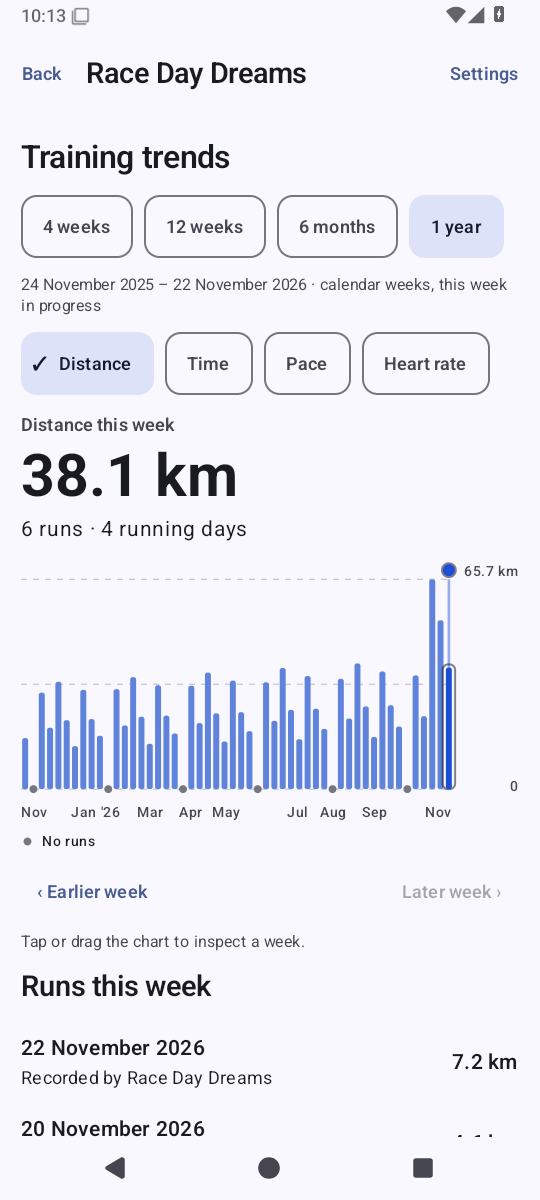 10:13
Back Race Day Dreams Settings
Training trends
4 weeks 12 weeks 6 months 1 year
24 November 2025 – 22 November 2026 · calendar weeks, this week
in progress
✓ Distance Time Pace Heart rate
Distance this week
38.1 km
6 runs · 4 running days
65.7 km
0
Nov Jan '26 Mar Apr May Jul Aug Sep Nov
No runs
‹ Earlier week Later week ›
Tap or drag the chart to inspect a week.
Runs this week
22 November 2026
7.2 km
Recorded by Race Day Dreams
20 November 2026